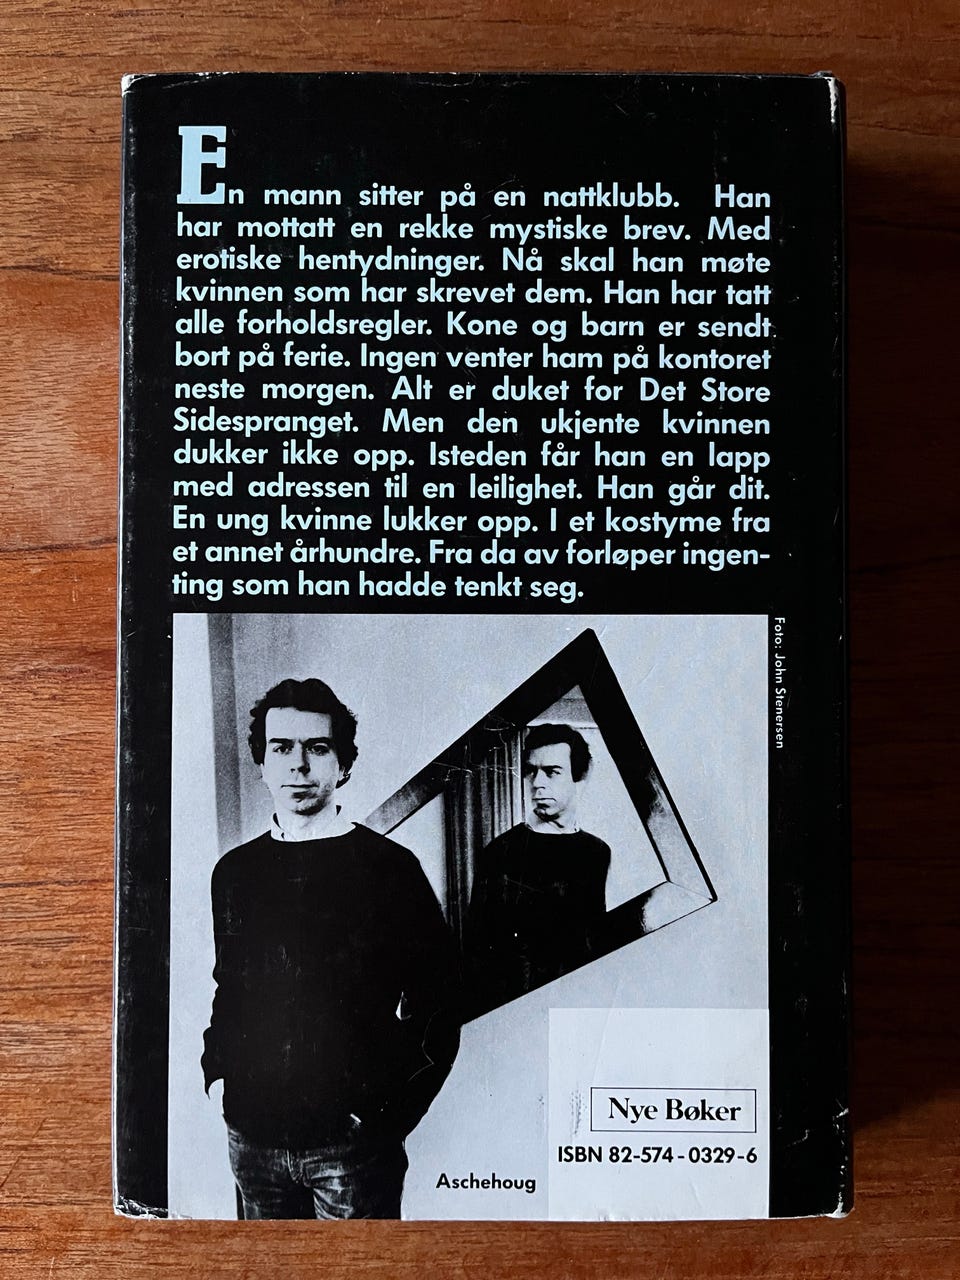 En mann sitter på en nattklubb. Han
har mottatt en rekke mystiske brev. Med
erotiske hentydninger. Nå skal han møte
kvinnen som har skrevet dem. Han har tatt
alle forholdsregler. Kone og barn er sendt
bort på ferie. Ingen venter ham på kontoret
neste morgen. Alt er duket for Det Store
Sidespranget. Men den ukjente kvinnen
dukker ikke opp. Isteden får han en lapp
med adressen til en leilighet. Han går dit.
En ung kvinne lukker opp. I et kostyme fra
et annet århundre. Fra da av forløper ingen-
ting som han hadde tenkt seg.
Foto: John Stenersen
Nye Bøker
ISBN 82-574-0329-6
Aschehoug